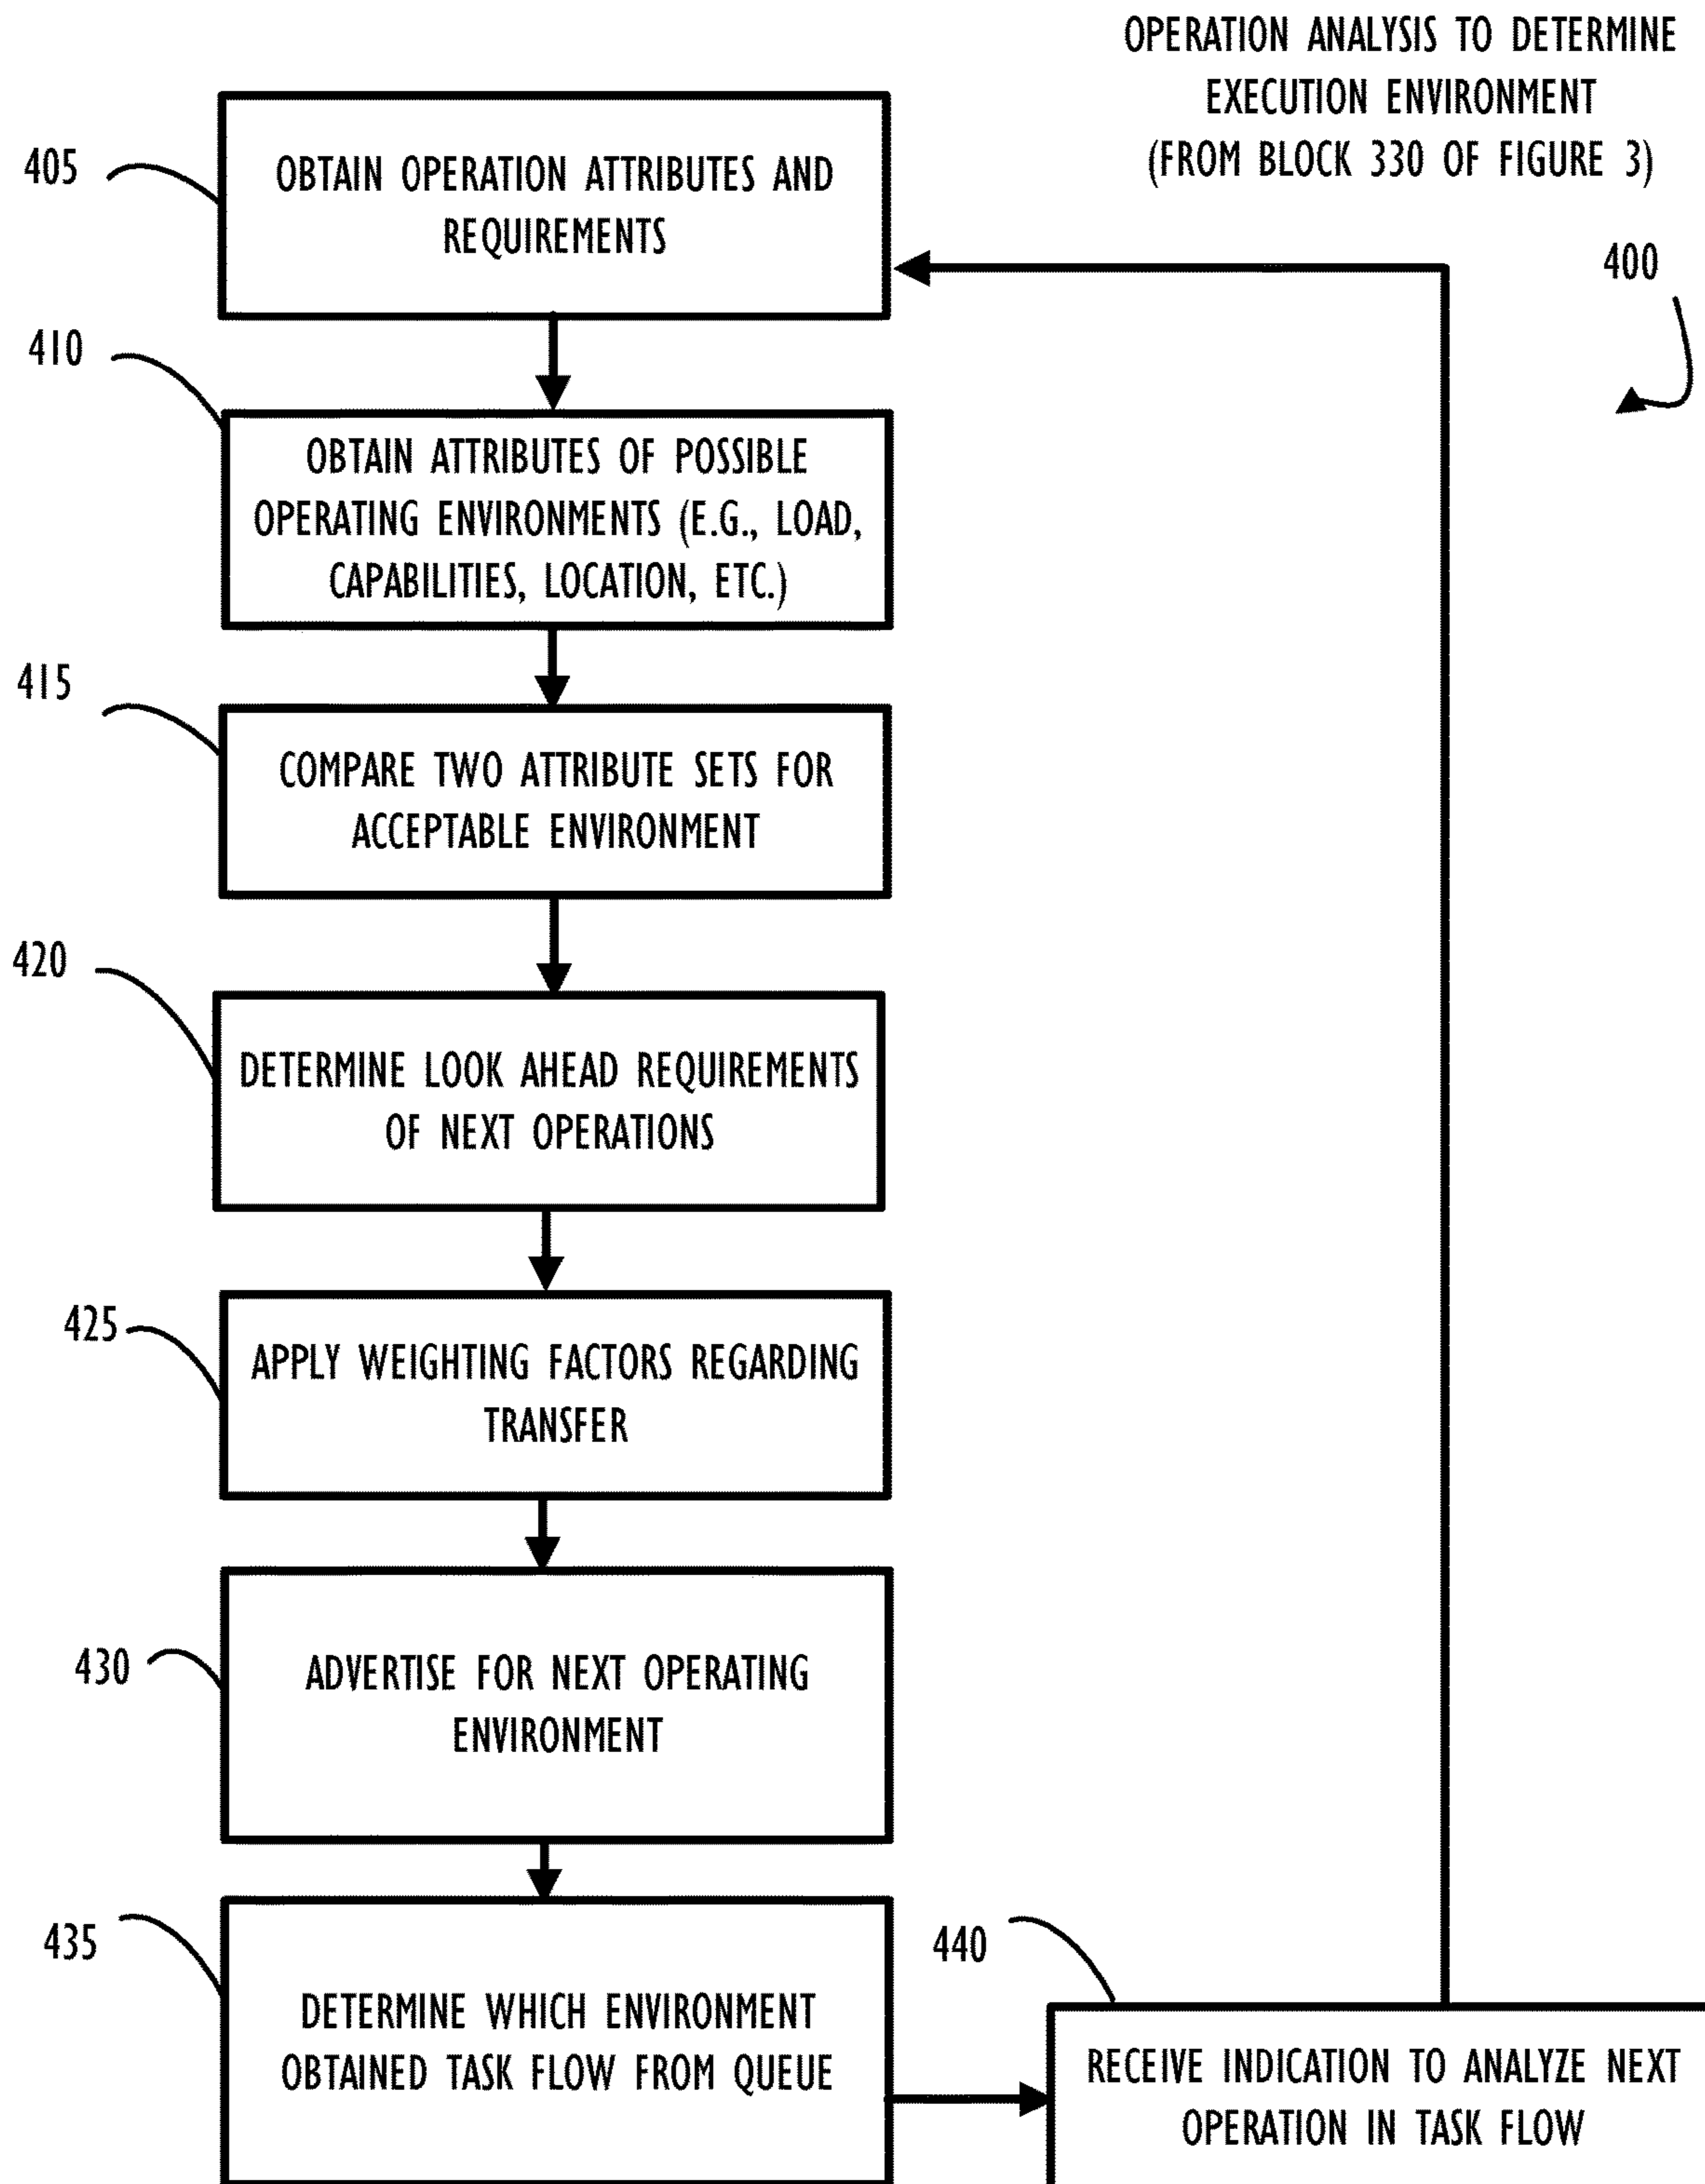 OPERATION ANALYSIS TO DETERMINE
EXECUTION ENVIRONMENT
(FROM BLOCK 330 OF FIGURE 3)
400
405
OBTAIN OPERATION ATTRIBUTES AND
REQUIREMENTS
410
OBTAIN ATTRIBUTES OF POSSIBLE
OPERATING ENVIRONMENTS (E.G., LOAD,
CAPABILITIES, LOCATION, ETC.)
415
COMPARE TWO ATTRIBUTE SETS FOR
ACCEPTABLE ENVIRONMENT
420
DETERMINE LOOK AHEAD REQUIREMENTS
OF NEXT OPERATIONS
425
APPLY WEIGHTING FACTORS REGARDING
TRANSFER
430
ADVERTISE FOR NEXT OPERATING
ENVIRONMENT
435
DETERMINE WHICH ENVIRONMENT
OBTAINED TASK FLOW FROM QUEUE
440
RECEIVE INDICATION TO ANALYZE NEXT
OPERATION IN TASK FLOW